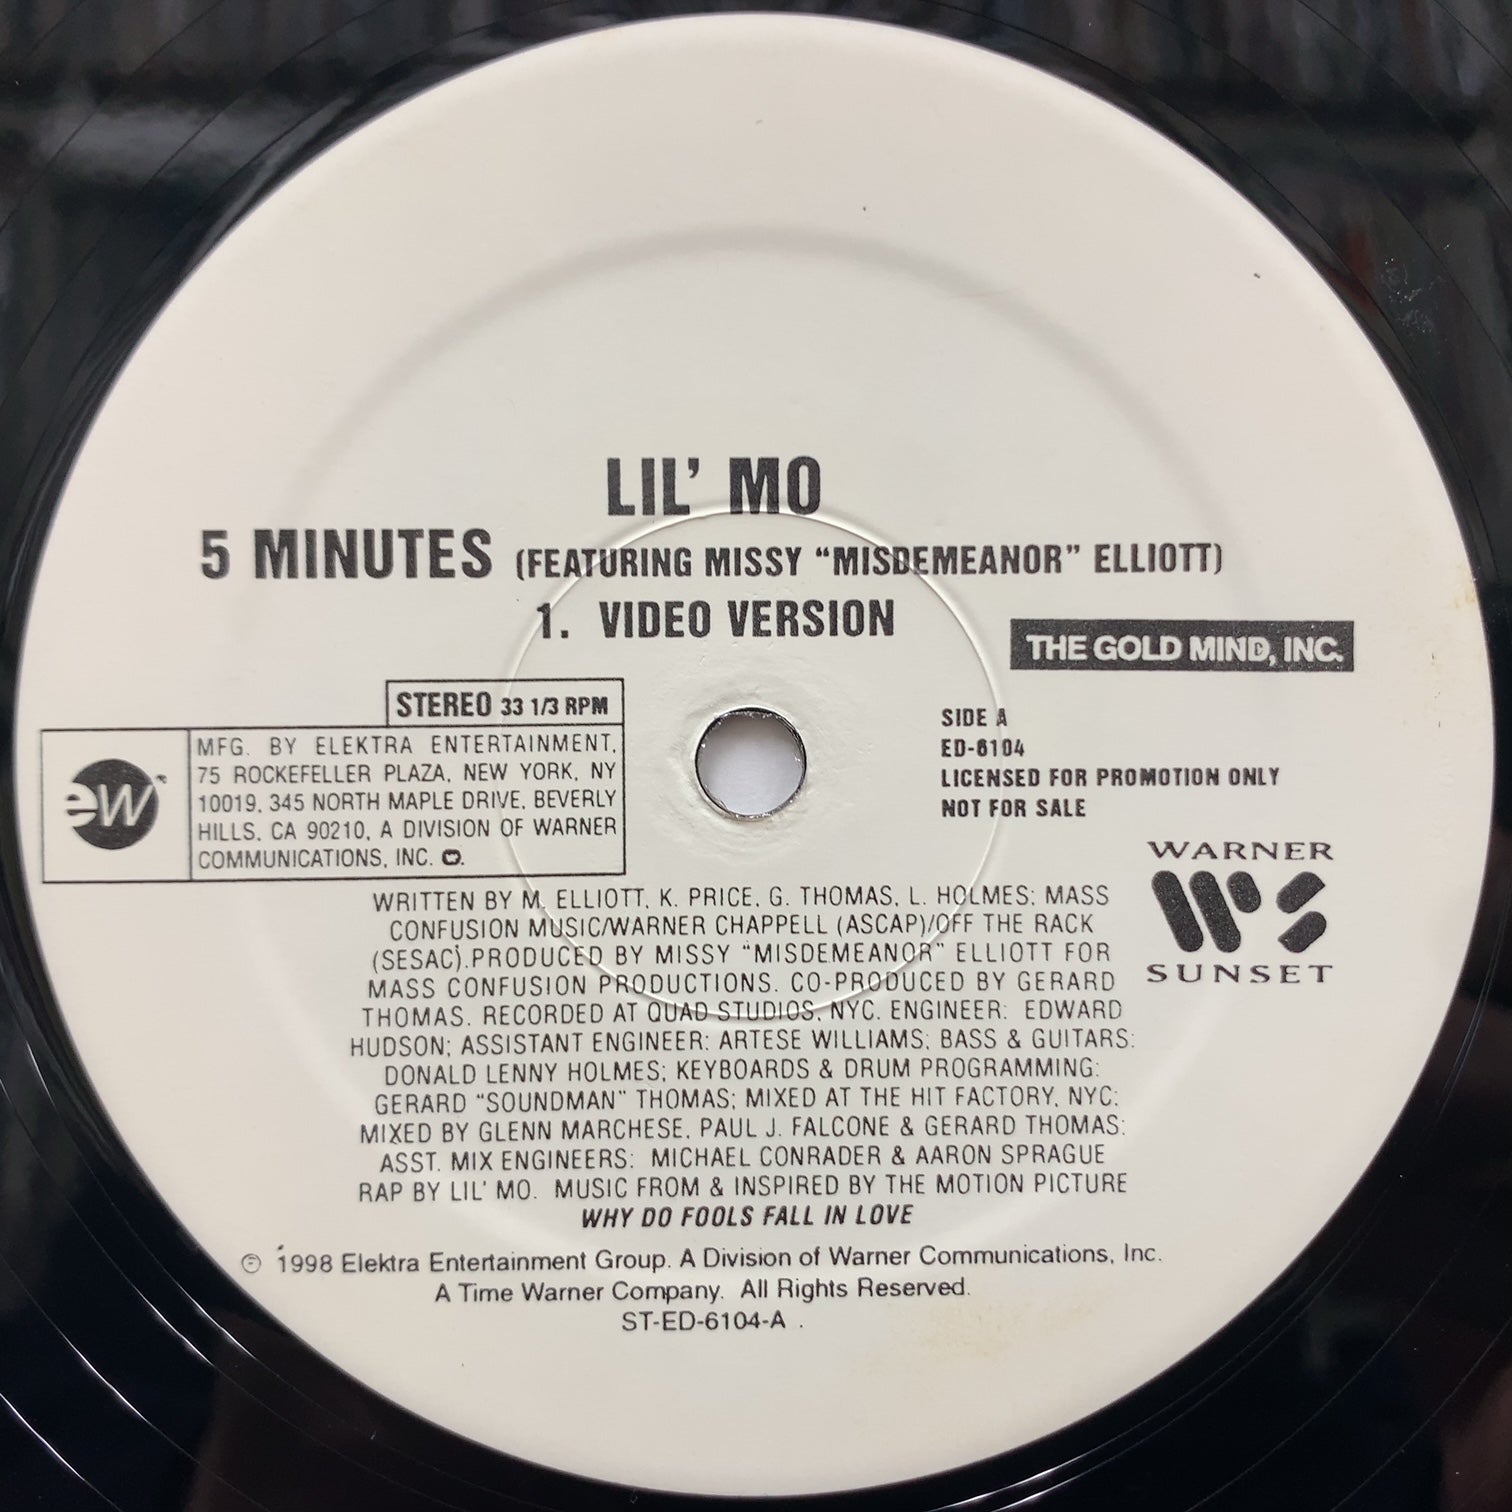 LIL' MO
5 MINUTES (FEATURING MISSY “MISDEMEANOR” ELLIOTT)
1. VIDEO VERSION
THE GOLD MIND, INC.
STEREO 33 1/3 RPM
ew
MFG. BY ELEKTRA ENTERTAINMENT,
75 ROCKEFELLER PLAZA, NEW YORK, NY
10019, 345 NORTH MAPLE DRIVE, BEVERLY
HILLS, CA 90210, A DIVISION OF WARNER
COMMUNICATIONS, INC.
SIDE A
ED-6104
LICENSED FOR PROMOTION ONLY
NOT FOR SALE
WARNER
WS
SUNSET
WRITTEN BY M. ELLIOTT, K. PRICE, G. THOMAS, L. HOLMES; MASS
CONFUSION MUSIC/WARNER CHAPPELL (ASCAP)/OFF THE RACK
(SESAC).PRODUCED BY MISSY “MISDEMEANOR” ELLIOTT FOR
MASS CONFUSION PRODUCTIONS. CO-PRODUCED BY GERARD
THOMAS. RECORDED AT QUAD STUDIOS, NYC. ENGINEER: EDWARD
HUDSON; ASSISTANT ENGINEER: ARTESE WILLIAMS; BASS & GUITARS:
DONALD LENNY HOLMES; KEYBOARDS & DRUM PROGRAMMING:
GERARD “SOUNDMAN” THOMAS; MIXED AT THE HIT FACTORY, NYC;
MIXED BY GLENN MARCHESE, PAUL J. FALCONE & GERARD THOMAS;
ASST. MIX ENGINEERS: MICHAEL CONRADER & AARON SPRAGUE
RAP BY LIL' MO. MUSIC FROM & INSPIRED BY THE MOTION PICTURE
WHY DO FOOLS FALL IN LOVE
℗ 1998 Elektra Entertainment Group. A Division of Warner Communications, Inc.
A Time Warner Company. All Rights Reserved.
ST-ED-6104-A